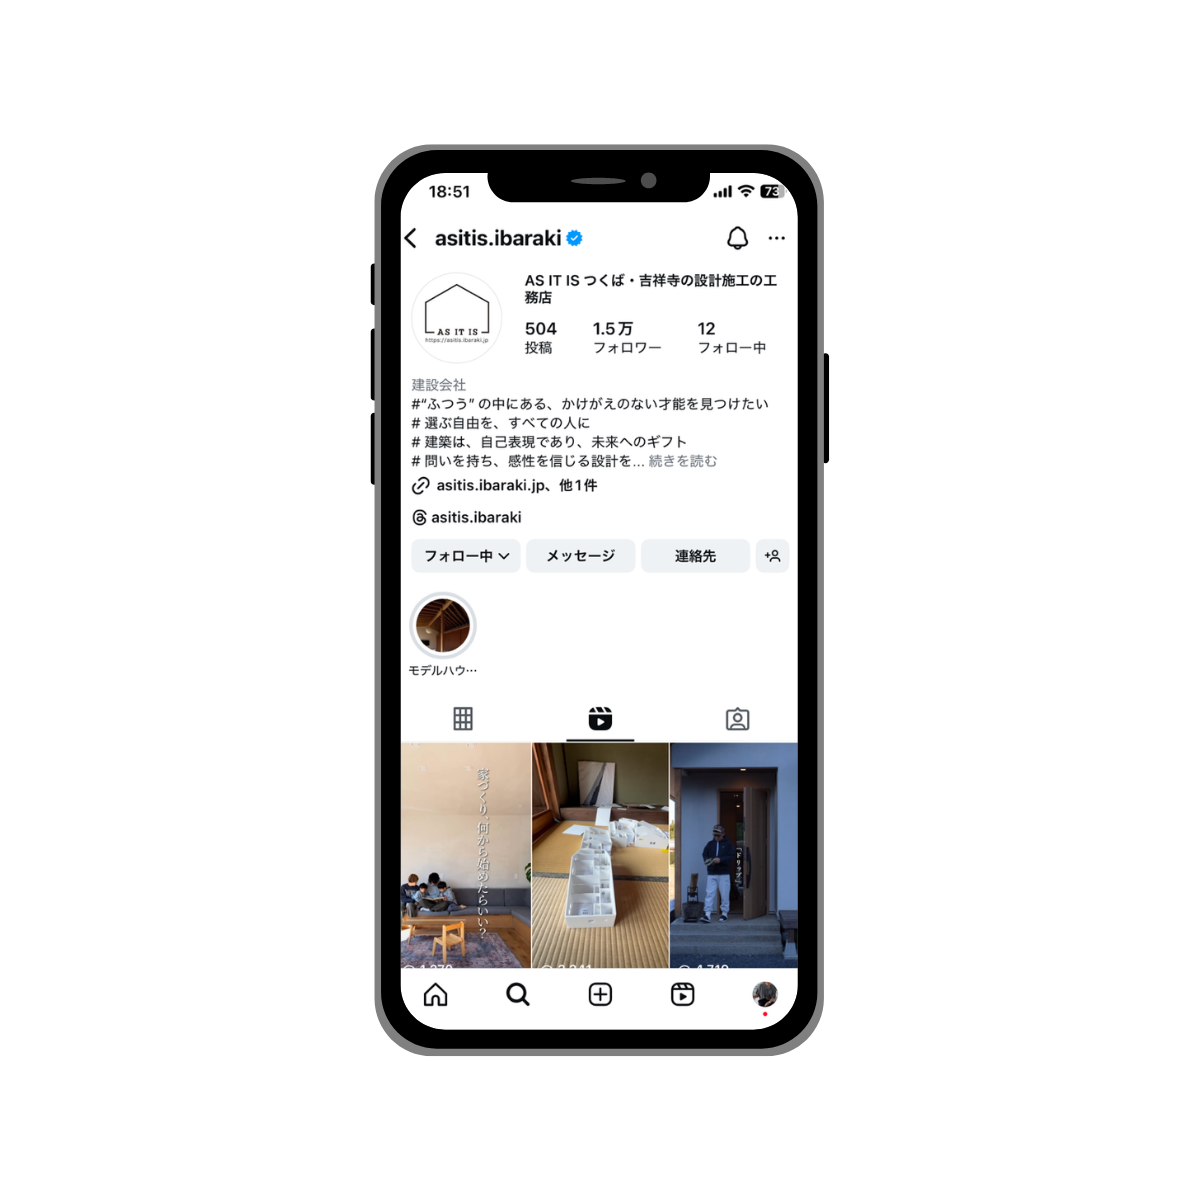 18:51
73
asitis.ibaraki
AS IT IS つくば・吉祥寺の設計施工の工
務店
AS IT IS
https://asitis.ibaraki.jp
504
1.5万
12
投稿
フォロワー
フォロー中
建設会社
#“ふつう” の中にある、かけがえのない才能を見つけたい
# 選ぶ自由を、すべての人に
# 建築は、自己表現であり、未来へのギフト
# 問いを持ち、感性を信じる設計を... 続きを読む
asitis.ibaraki.jp、他1件
asitis.ibaraki
フォロー中
メッセージ
連絡先
モデルハウ…
家づくり、何から始めたらいい？
「ドリップ」